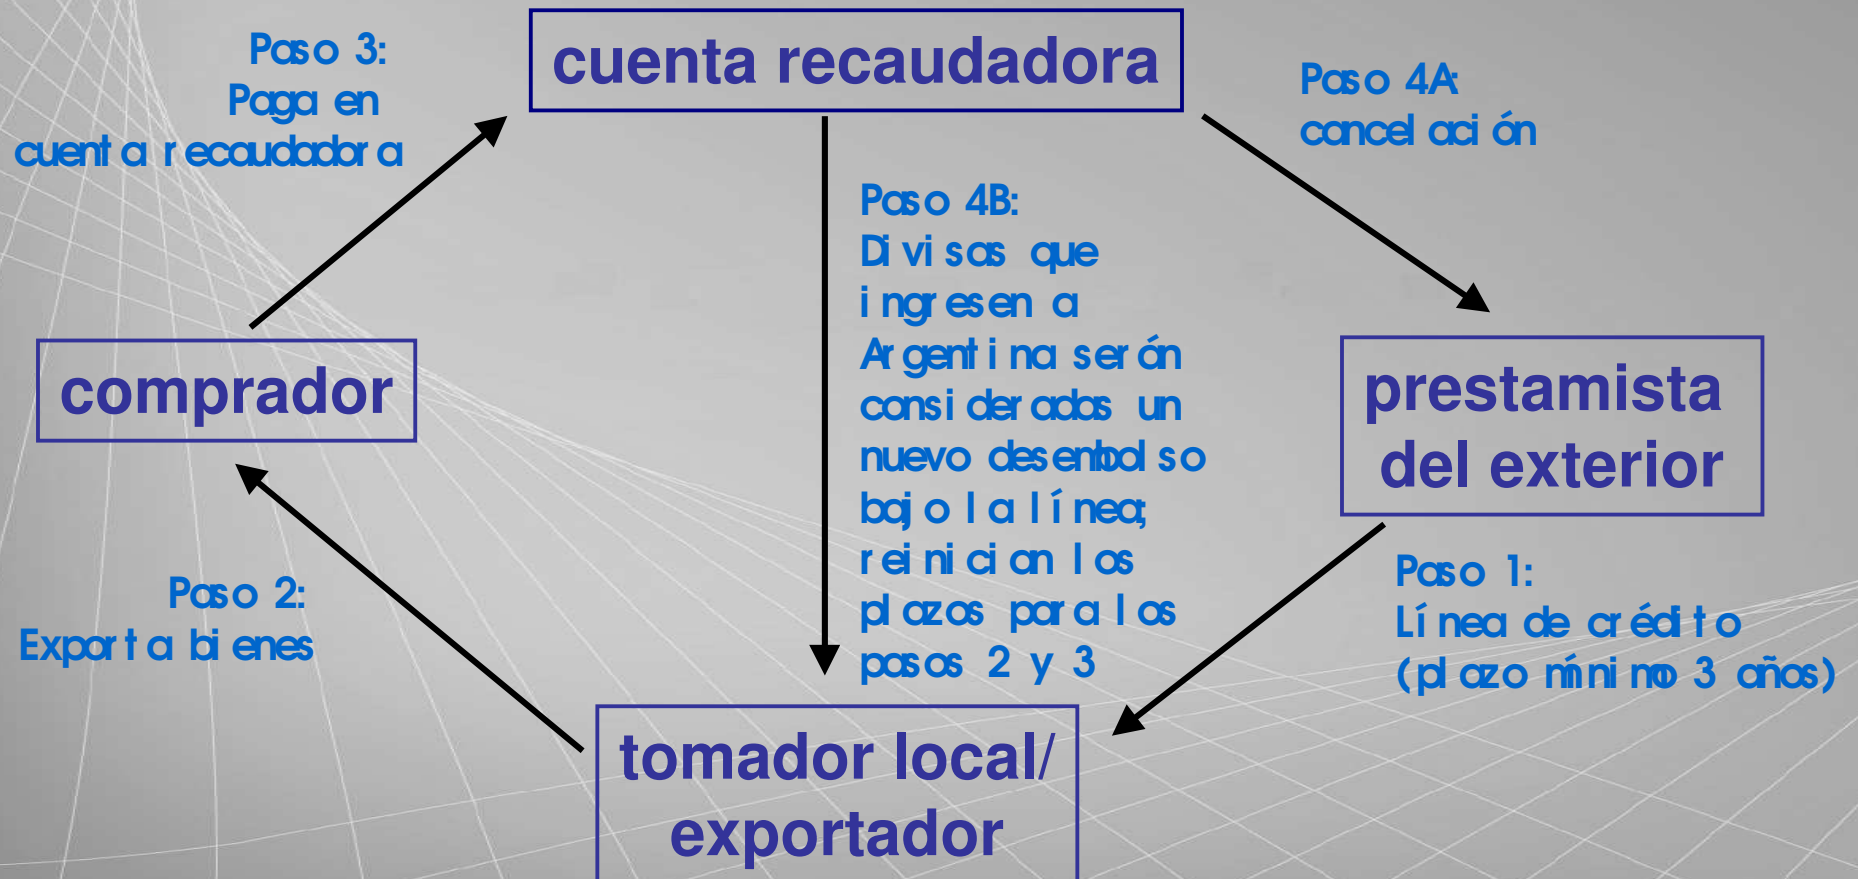 Paso 3:
Paga en
cuenta recaudadora
cuenta recaudadora
Paso 4A:
cancelación
Paso 4B:
Divisas que
ingresen a
Argentina serán
consideradas un
nuevo desembolso
bajo la línea;
reinician los
plazos para los
pasos 2 y 3
comprador
prestamista
del exterior
Paso 2:
Exporta bienes
Paso 1:
Línea de crédito
(plazo mínimo 3 años)
tomador local/
exportador